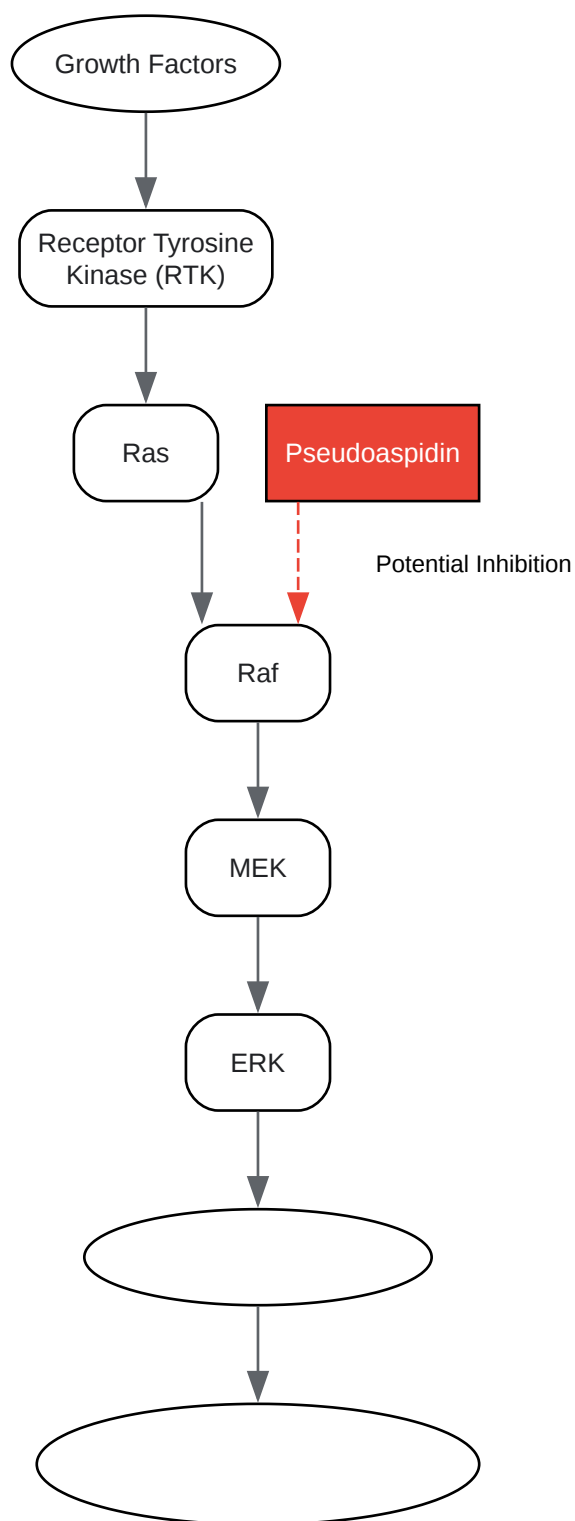 Growth Factors
Receptor Tyrosine
Kinase (RTK)
Ras
Pseudoaspidin
Potential Inhibition
Raf
MEK
ERK